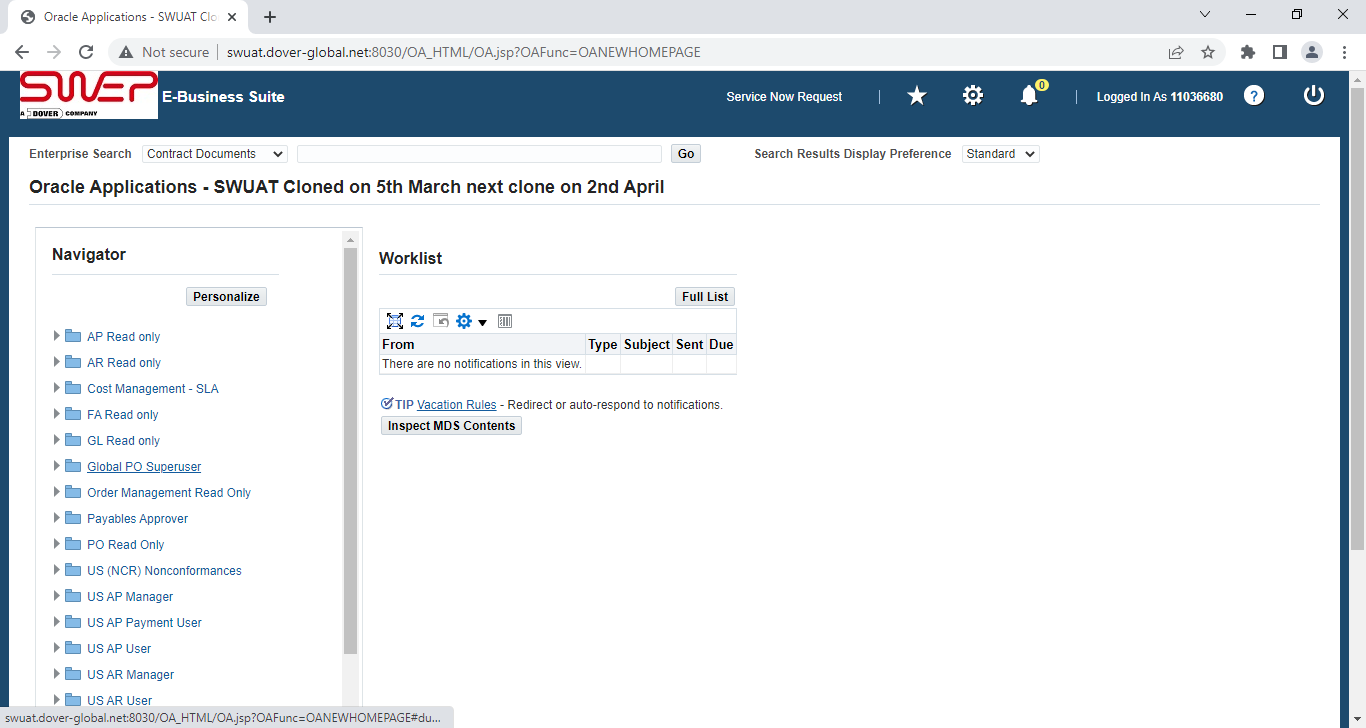 Oracle Applications - SWUAT Clo
Not secure
swuat.dover-global.net:8030/OA_HTML/OA.jsp?OAFunc=OANEWHOMEPAGE
SWEP
A DOVER COMPANY
E-Business Suite
Service Now Request
0
Logged In As 11036680
?
Enterprise Search
Contract Documents
Go
Search Results Display Preference
Standard
Oracle Applications - SWUAT Cloned on 5th March next clone on 2nd April
Navigator
Personalize
AP Read only
AR Read only
Cost Management - SLA
FA Read only
GL Read only
Global PO Superuser
Order Management Read Only
Payables Approver
PO Read Only
US (NCR) Nonconformances
US AP Manager
US AP Payment User
US AP User
US AR Manager
US AR User
Worklist
Full List
From Type Subject Sent Due
There are no notifications in this view.
TIP Vacation Rules - Redirect or auto-respond to notifications.
Inspect MDS Contents
swuat.dover-global.net:8030/OA_HTML/OA.jsp?OAFunc=OANEWHOMEPAGE#du...